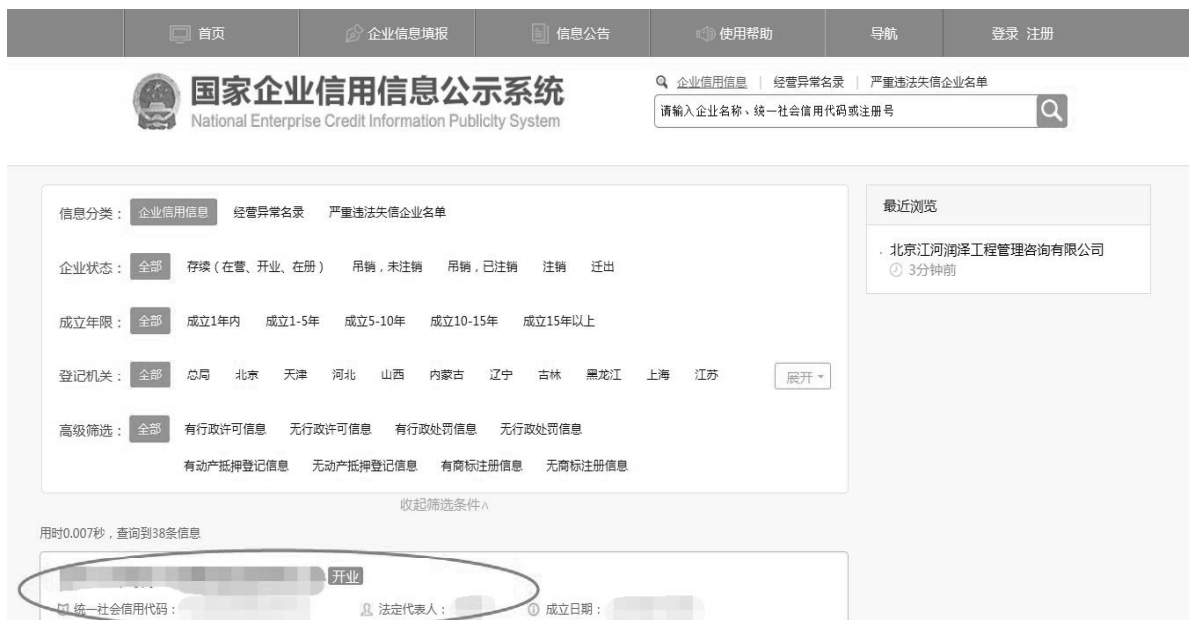 首页 企业信息填报 信息公告 使用帮助 导航 登录 注册
国家企业信用信息公示系统
National Enterprise Credit Information Publicity System
企业信用信息 | 经营异常名录 | 严重违法失信企业名单
请输入企业名称、统一社会信用代码或注册号
信息分类： 企业信用信息 经营异常名录 严重违法失信企业名单
企业状态： 全部 存续（在营、开业、在册） 吊销，未注销 吊销，已注销 注销 迁出
成立年限： 全部 成立1年内 成立1-5年 成立5-10年 成立10-15年 成立15年以上
登记机关： 全部 总局 北京 天津 河北 山西 内蒙古 辽宁 吉林 黑龙江 上海 江苏 展开
高级筛选： 全部 有行政许可信息 无行政许可信息 有行政处罚信息 无行政处罚信息
有动产抵押登记信息 无动产抵押登记信息 有商标注册信息 无商标注册信息
收起筛选条件
最近浏览
北京江河润泽工程管理咨询有限公司
3分钟前
用时0.007秒，查询到38条信息
开业
统一社会信用代码： 法定代表人： 成立日期：